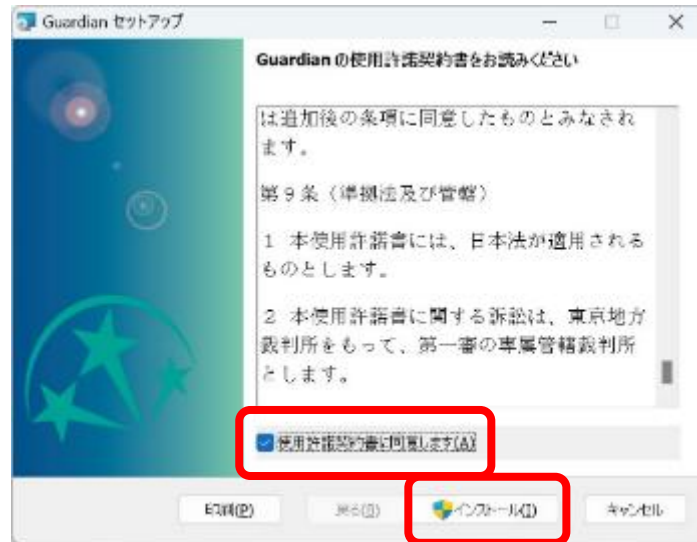 Guardian セットアップ
Guardian の使用許諾契約書をお読みください
は追加後の条項に同意したものとみなされ
ます。
第９条（準拠法及び管轄）
１ 本使用許諾書には、日本法が適用される
ものとします。
２ 本使用許諾書に関する訴訟は、東京地方
裁判所をもって、第一審の専属管轄裁判所
とします。
使用許諾契約書に同意します(A)
印刷(P) 戻る(B) インストール(I) キャンセル